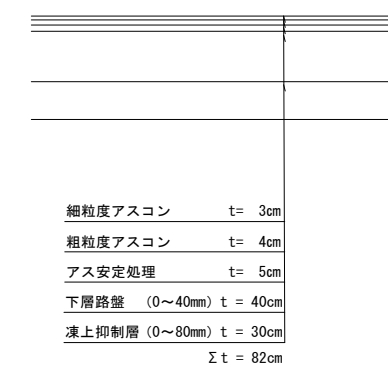 細粒度アスコン t= 3cm
粗粒度アスコン t= 4cm
アス安定処理 t= 5cm
下層路盤 (0~40mm) t = 40cm
凍上抑制層 (0~80mm) t = 30cm
Σt = 82cm